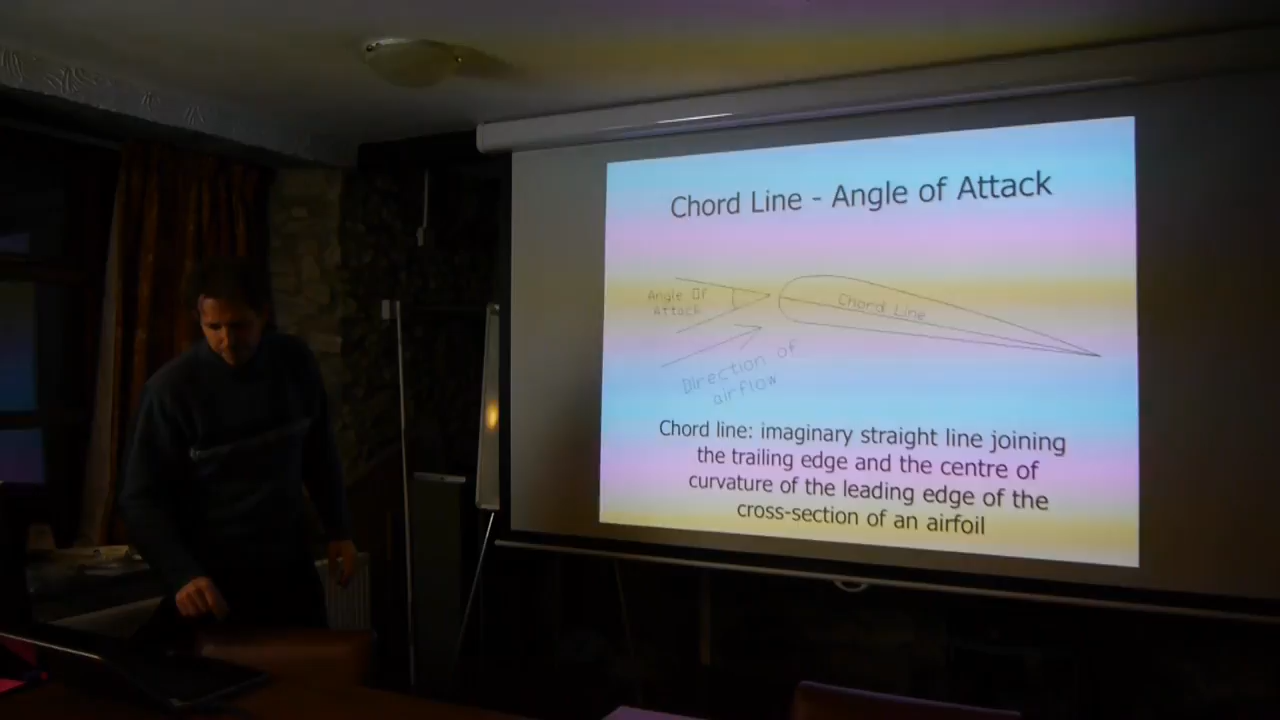 Chord Line - Angle of Attack
Angle Of
Attack
Chord Line
Direction of
airflow
Chord line: imaginary straight line joining
the trailing edge and the centre of
curvature of the leading edge of the
cross-section of an airfoil